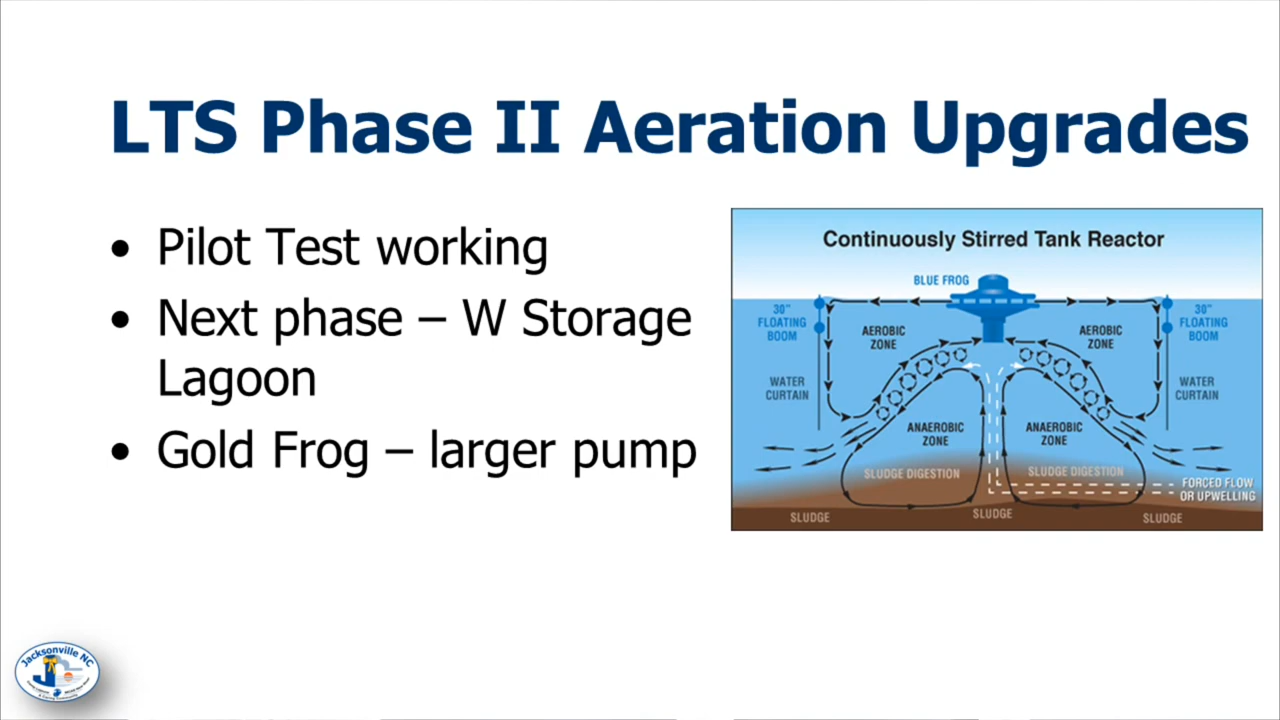 LTS Phase II Aeration Upgrades
• Pilot Test working
• Next phase – W Storage
Lagoon
• Gold Frog – larger pump
Continuously Stirred Tank Reactor
BLUE FROG
30"
FLOATING
BOOM
AEROBIC
ZONE
AEROBIC
ZONE
30"
FLOATING
BOOM
WATER
CURTAIN
WATER
CURTAIN
ANAEROBIC
ZONE
ANAEROBIC
ZONE
SLUDGE DIGESTION
SLUDGE DIGESTION
FORCED FLOW
OR UPWELLING
SLUDGE
SLUDGE
SLUDGE
Jacksonville NC